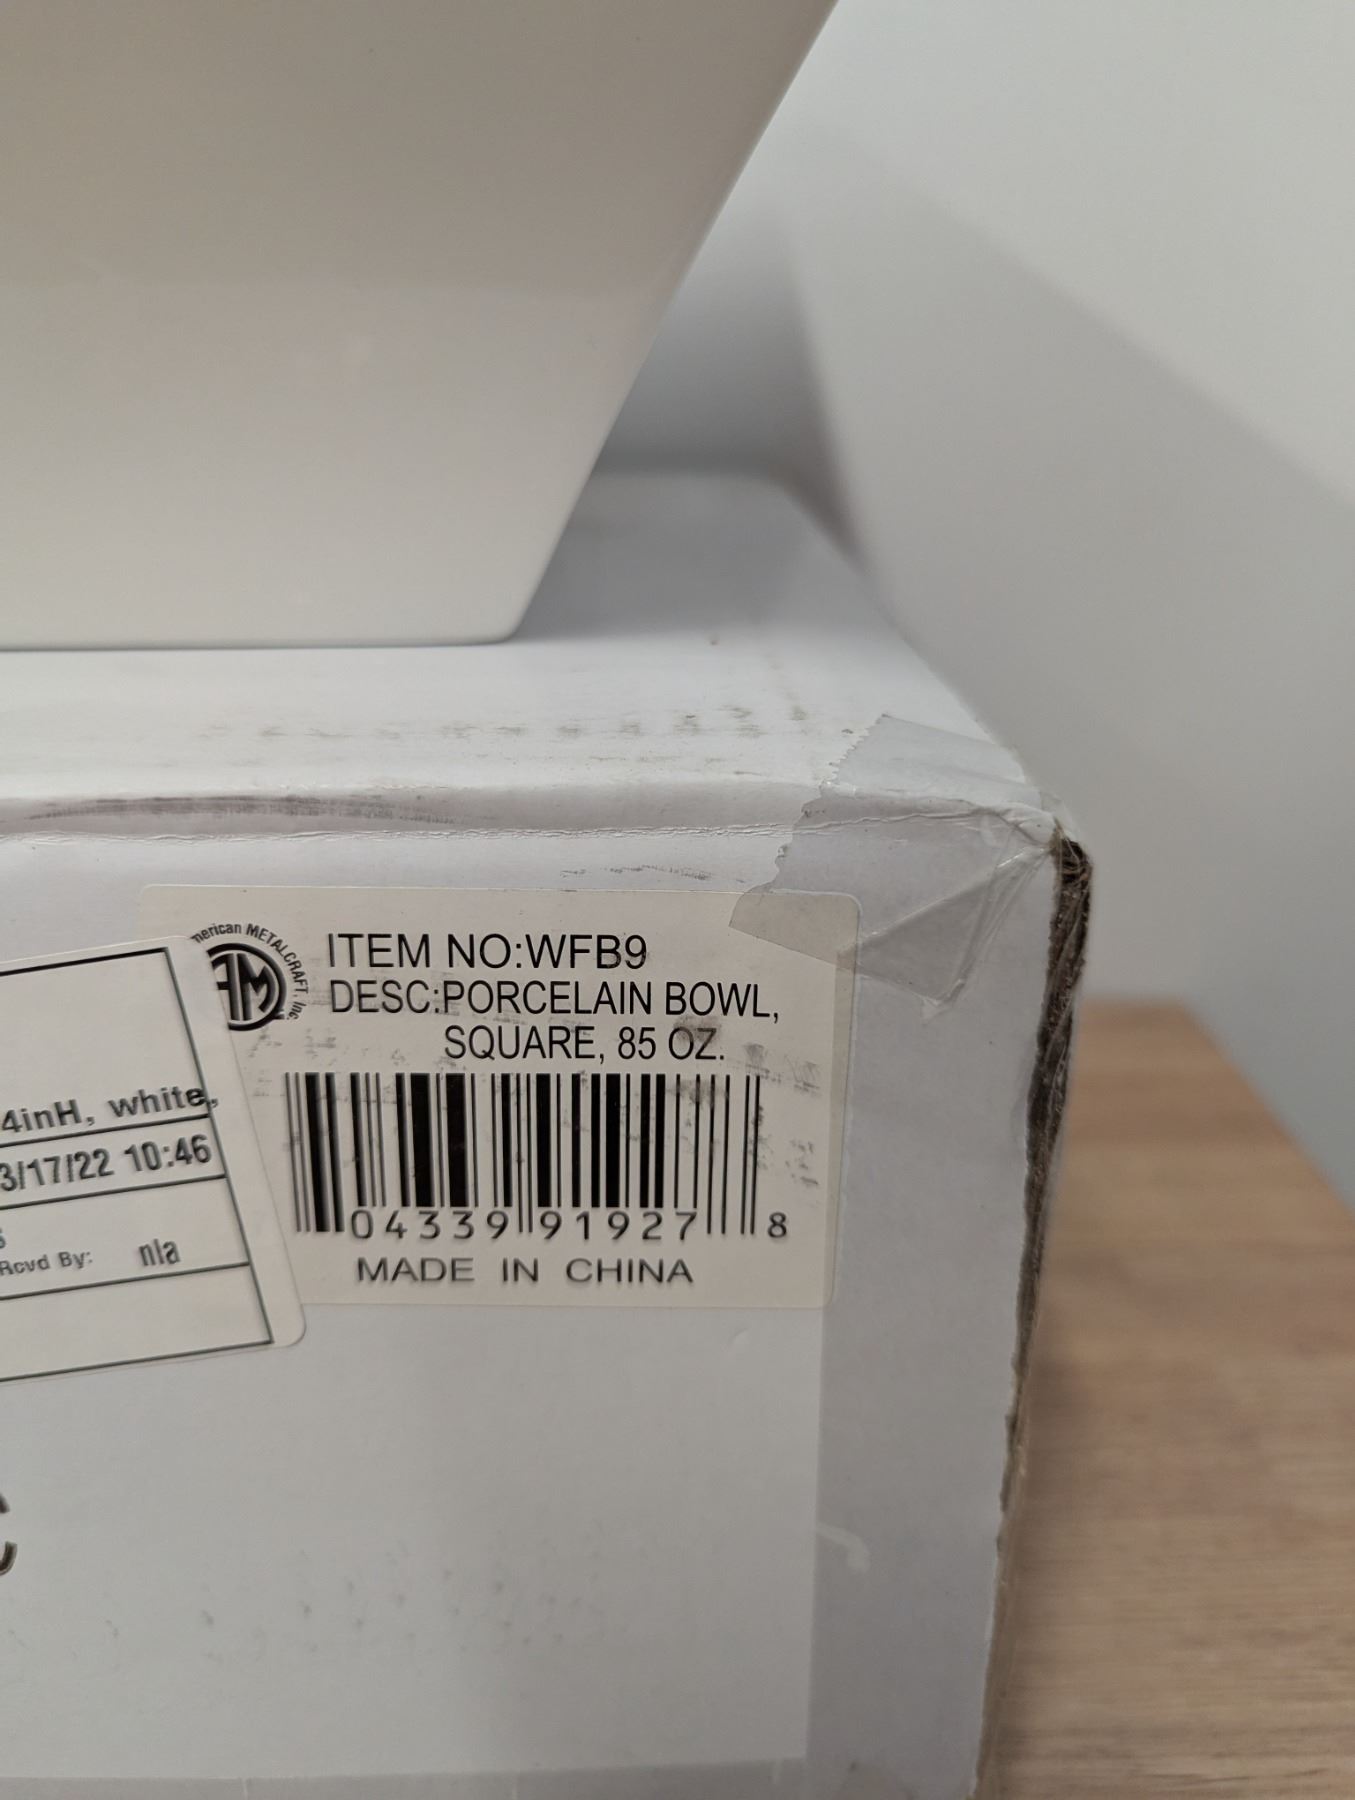 merican METALCRAFT, Inc.
AM
ITEM NO:WFB9
DESC:PORCELAIN BOWL,
SQUARE, 85 OZ.
04339 91927 8
MADE IN CHINA
4inH, white,
3/17/22 10:46
Rcvd By: n/a